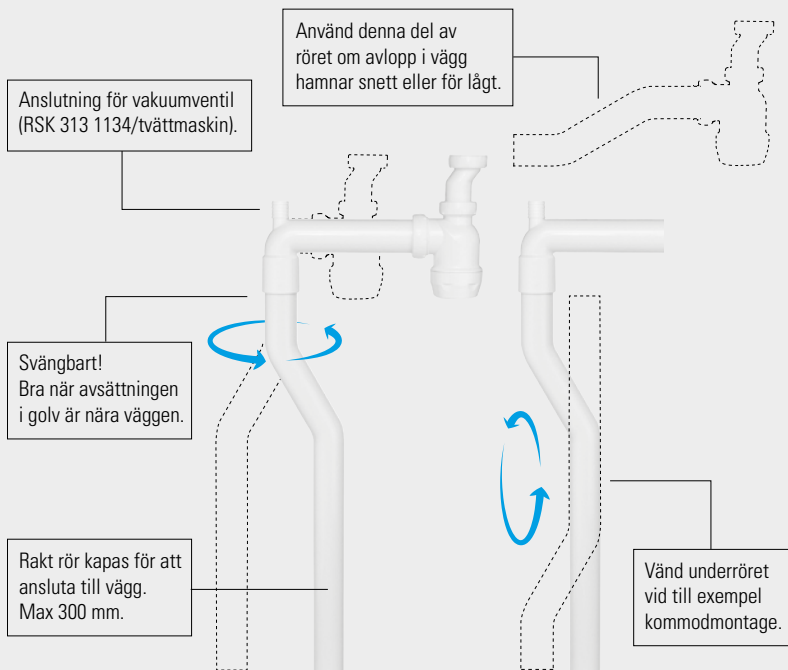 Använd denna del av
röret om avlopp i vägg
hamnar snett eller för lågt.
Anslutning för vakuumventil
(RSK 313 1134/tvättmaskin).
Svängbart!
Bra när avsättningen
i golv är nära väggen.
Rakt rör kapas för att
ansluta till vägg.
Max 300 mm.
Vänd underröret
vid till exempel
kommodmontage.